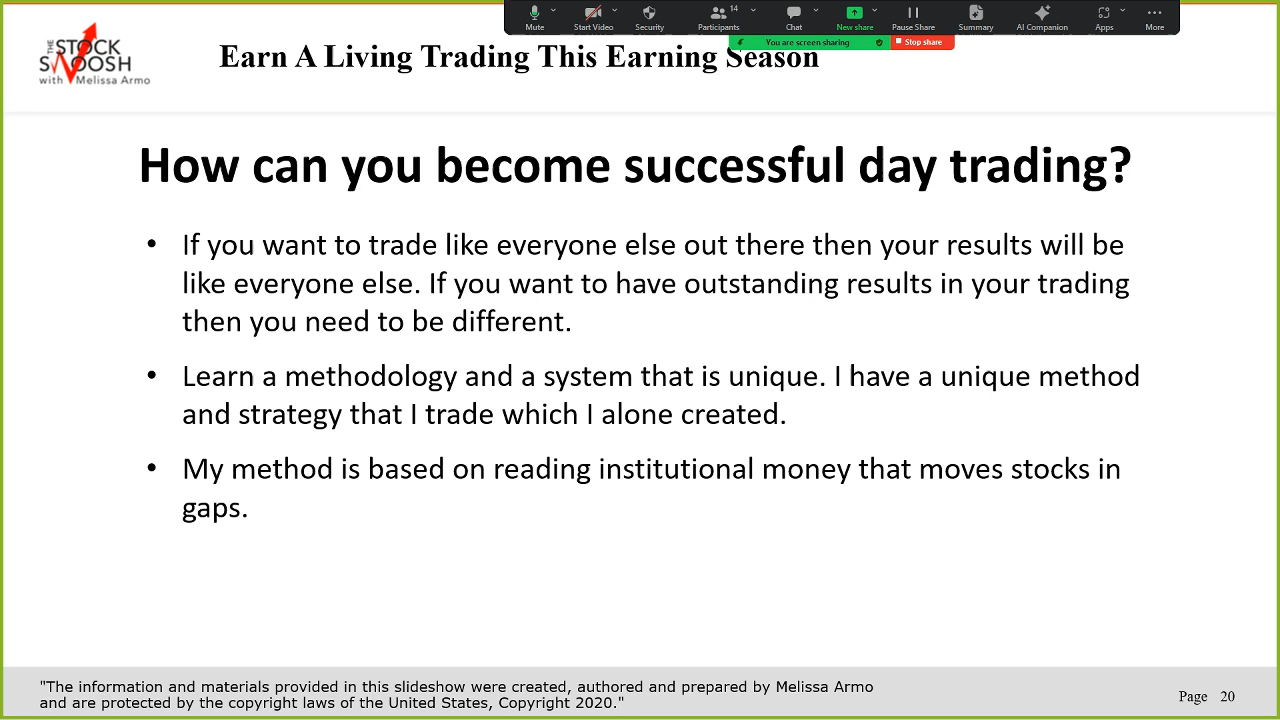 Mute
Start Video
Security
14
Participants
Chat
New share
Pause Share
Summary
AI Companion
Apps
More
You are screen sharing
Stop share
THE STOCK
SWOOSH
with Melissa Armo
Earn A Living Trading This Earning Season
How can you become successful day trading?
• If you want to trade like everyone else out there then your results will be
like everyone else. If you want to have outstanding results in your trading
then you need to be different.
• Learn a methodology and a system that is unique. I have a unique method
and strategy that I trade which I alone created.
• My method is based on reading institutional money that moves stocks in
gaps.
"The information and materials provided in this slideshow were created, authored and prepared by Melissa Armo
and are protected by the copyright laws of the United States, Copyright 2020."
Page 20